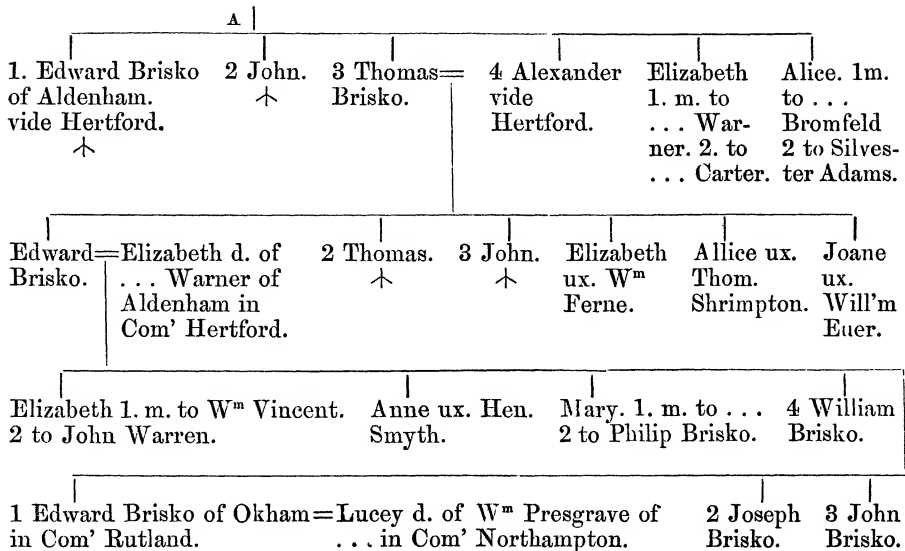 A
1. Edward Brisko
of Aldenham.
vide Hertford.
2 John.
3 Thomas=
Brisko.
4 Alexander
vide
Hertford.
Elizabeth
1. m. to
... War-
ner. 2. to
... Carter.
Alice. 1m.
to ...
Bromfeld
2 to Silves-
ter Adams.
Edward=
Brisko.
Elizabeth d. of
... Warner of
Aldenham in
Com' Hertford.
2 Thomas.
3 John.
Elizabeth
ux. Wᵐ
Ferne.
Allice ux.
Thom.
Shrimpton.
Joane
ux.
Will'm
Euer.
Elizabeth 1. m. to Wᵐ Vincent.
2 to John Warren.
Anne ux. Hen.
Smyth.
Mary. 1. m. to ...
2 to Philip Brisko.
4 William
Brisko.
1 Edward Brisko of Okham=
in Com' Rutland.
Lucey d. of Wᵐ Presgrave of
... in Com' Northampton.
2 Joseph
Brisko.
3 John
Brisko.